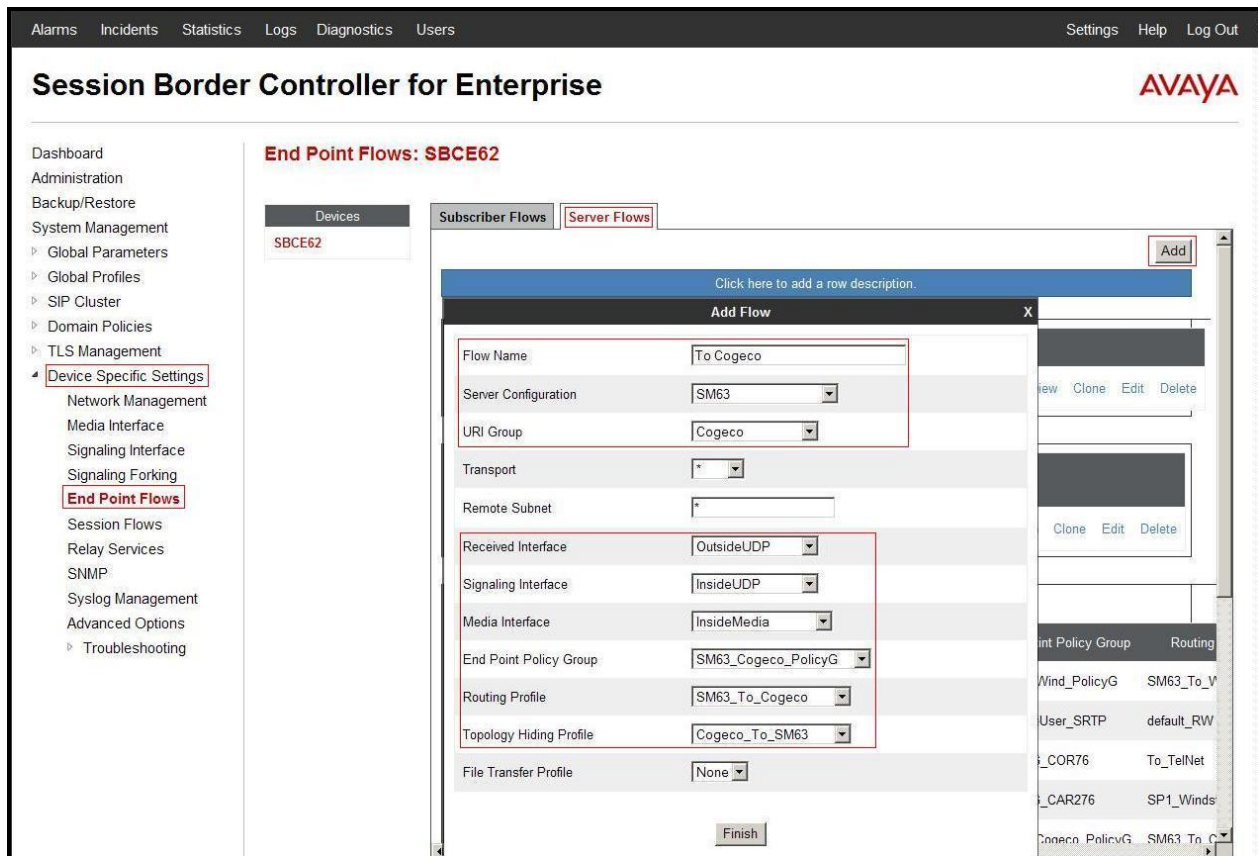 Alarms Incidents Statistics Logs Diagnostics Users Settings Help Log Out
Session Border Controller for Enterprise
AVAYA
Dashboard
Administration
Backup/Restore
System Management
Global Parameters
Global Profiles
SIP Cluster
Domain Policies
TLS Management
Device Specific Settings
Network Management
Media Interface
Signaling Interface
Signaling Forking
End Point Flows
Session Flows
Relay Services
SNMP
Syslog Management
Advanced Options
Troubleshooting
End Point Flows: SBCE62
Devices
SBCE62
Subscriber Flows Server Flows
Add
Click here to add a row description.
Add Flow X
Flow Name To Cogeco
Server Configuration SM63
URI Group Cogeco
Transport *
Remote Subnet *
Received Interface OutsideUDP
Signaling Interface InsideUDP
Media Interface InsideMedia
End Point Policy Group SM63_Cogeco_PolicyG
Routing Profile SM63_To_Cogeco
Topology Hiding Profile Cogeco_To_SM63
File Transfer Profile None
Finish
iew Clone Edit Delete
Clone Edit Delete
int Policy Group Routing
Wind_PolicyG SM63_To_W
User_SRTP default_RW
_COR76 To_TelNet
_CAR276 SP1_Winds
Cogeco_PolicyG SM63_To_C